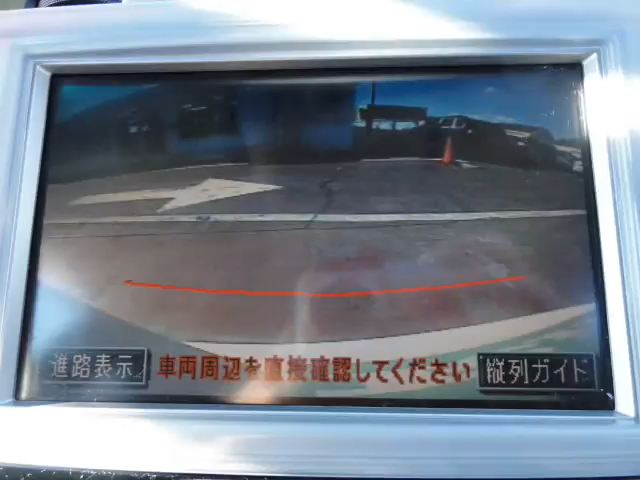 進路表示
車両周辺を直接確認してください
縦列ガイド